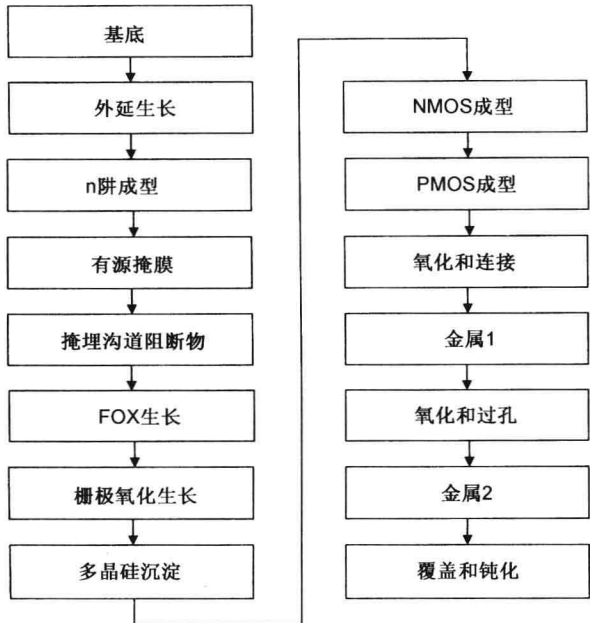 基底
外延生长
n阱成型
有源掩膜
掩埋沟道阻断物
FOX生长
栅极氧化生长
多晶硅沉淀
NMOS成型
PMOS成型
氧化和连接
金属1
氧化和过孔
金属2
覆盖和钝化